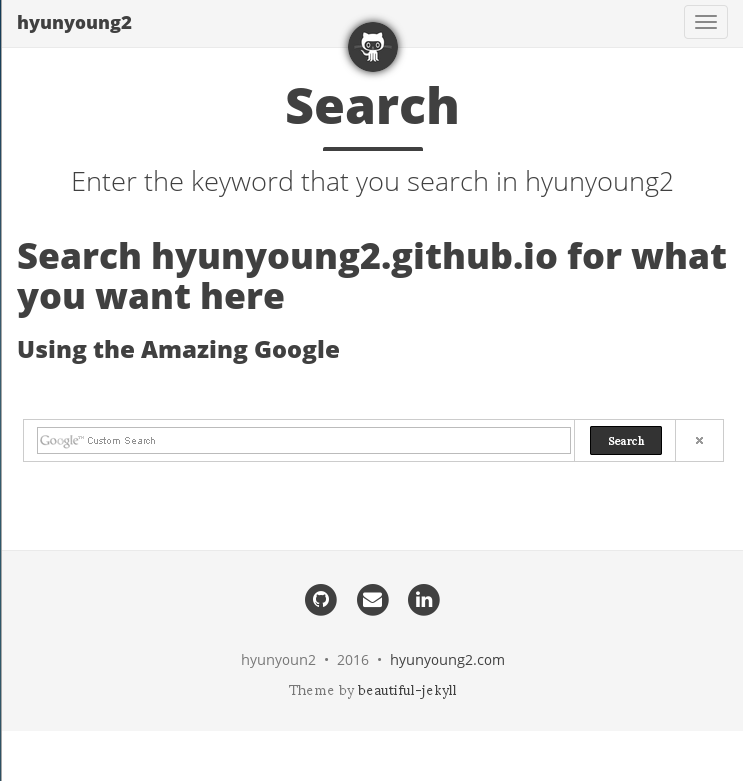 hyunyoung2
Search
Enter the keyword that you search in hyunyoung2
Search hyunyoung2.github.io for what
you want here
Using the Amazing Google
Google™ Custom Search
Search
×
in
hyunyoun2 • 2016 • hyunyoung2.com
Theme by beautiful-jekyll